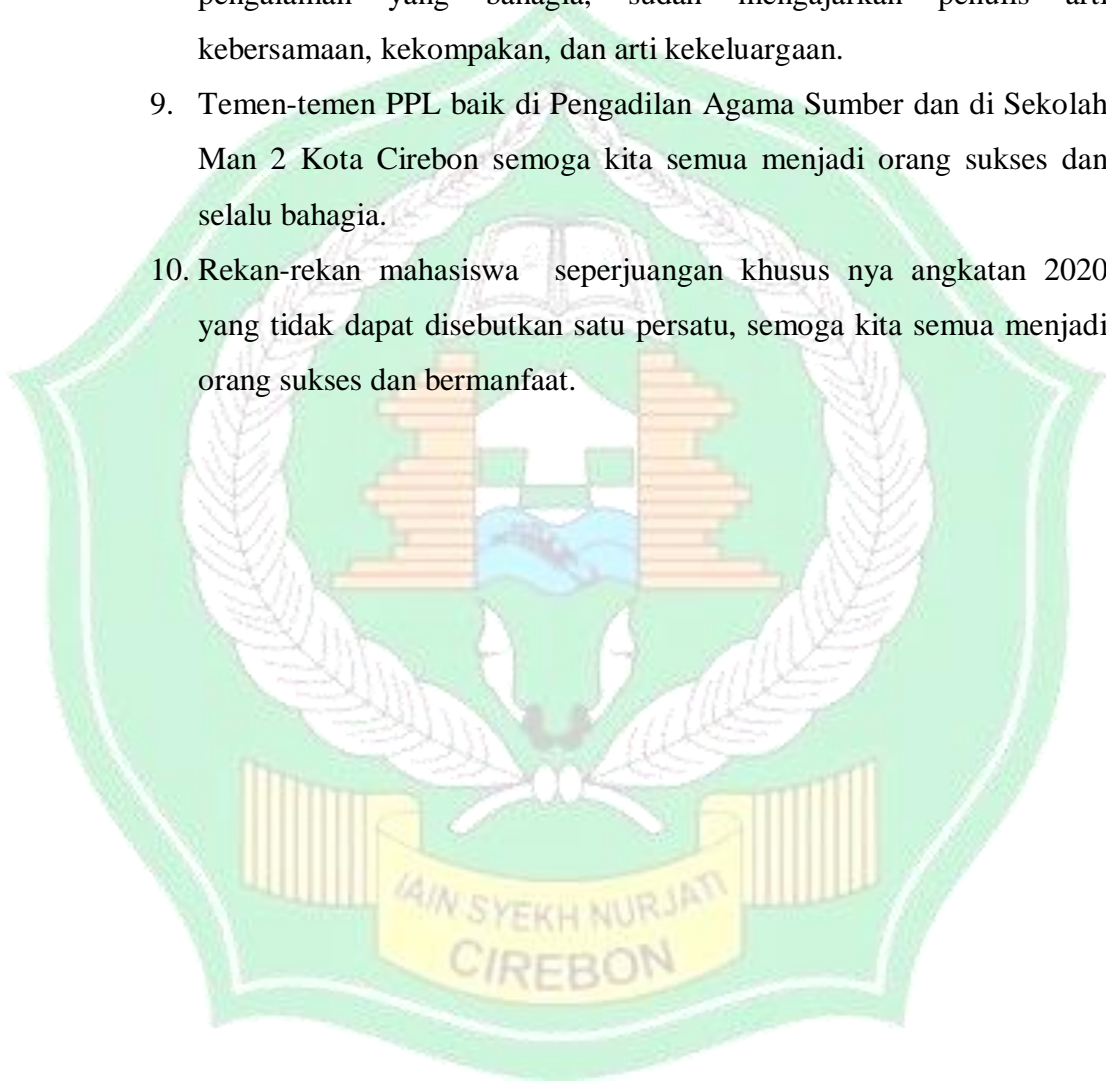 pengalaman yang bahagia, sudah mengajarkan penulis arti
kebersamaan, kekompakan, dan arti kekeluargaan.
9. Temen-temen PPL baik di Pengadilan Agama Sumber dan di Sekolah
Man 2 Kota Cirebon semoga kita semua menjadi orang sukses dan
selalu bahagia.
10. Rekan-rekan mahasiswa seperjuangan khusus nya angkatan 2020
yang tidak dapat disebutkan satu persatu, semoga kita semua menjadi
orang sukses dan bermanfaat.
IAIN SYEKH NURJATI
CIREBON